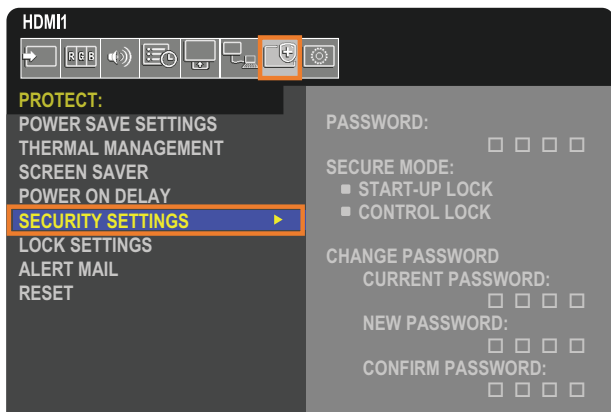 HDMI1
RGB
PROTECT:
POWER SAVE SETTINGS
THERMAL MANAGEMENT
SCREEN SAVER
POWER ON DELAY
SECURITY SETTINGS
LOCK SETTINGS
ALERT MAIL
RESET
PASSWORD:
SECURE MODE:
START-UP LOCK
CONTROL LOCK
CHANGE PASSWORD
CURRENT PASSWORD:
NEW PASSWORD:
CONFIRM PASSWORD: